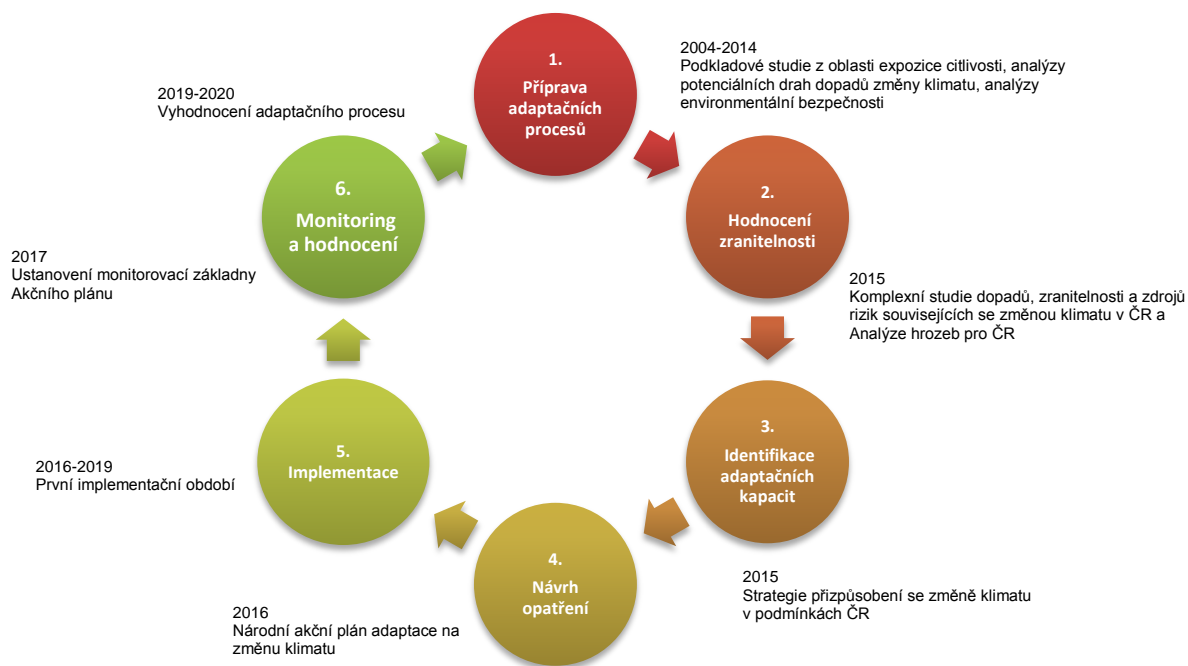 1.
Příprava
adaptačních
procesů
2004-2014
Podkladové studie z oblasti expozice citlivosti, analýzy
potenciálních drah dopadů změny klimatu, analýzy
environmentální bezpečnosti
2.
Hodnocení
zranitelnosti
2015
Komplexní studie dopadů, zranitelnosti a zdrojů
rizik souvisejících se změnou klimatu v ČR a
Analýze hrozeb pro ČR
3.
Identifikace
adaptačních
kapacit
2015
Strategie přizpůsobení se změně klimatu
v podmínkách ČR
4.
Návrh
opatření
2016
Národní akční plán adaptace na
změnu klimatu
5.
Implementace
2016-2019
První implementační období
6.
Monitoring
a hodnocení
2017
Ustanovení monitorovací základny
Akčního plánu
2019-2020
Vyhodnocení adaptačního procesu